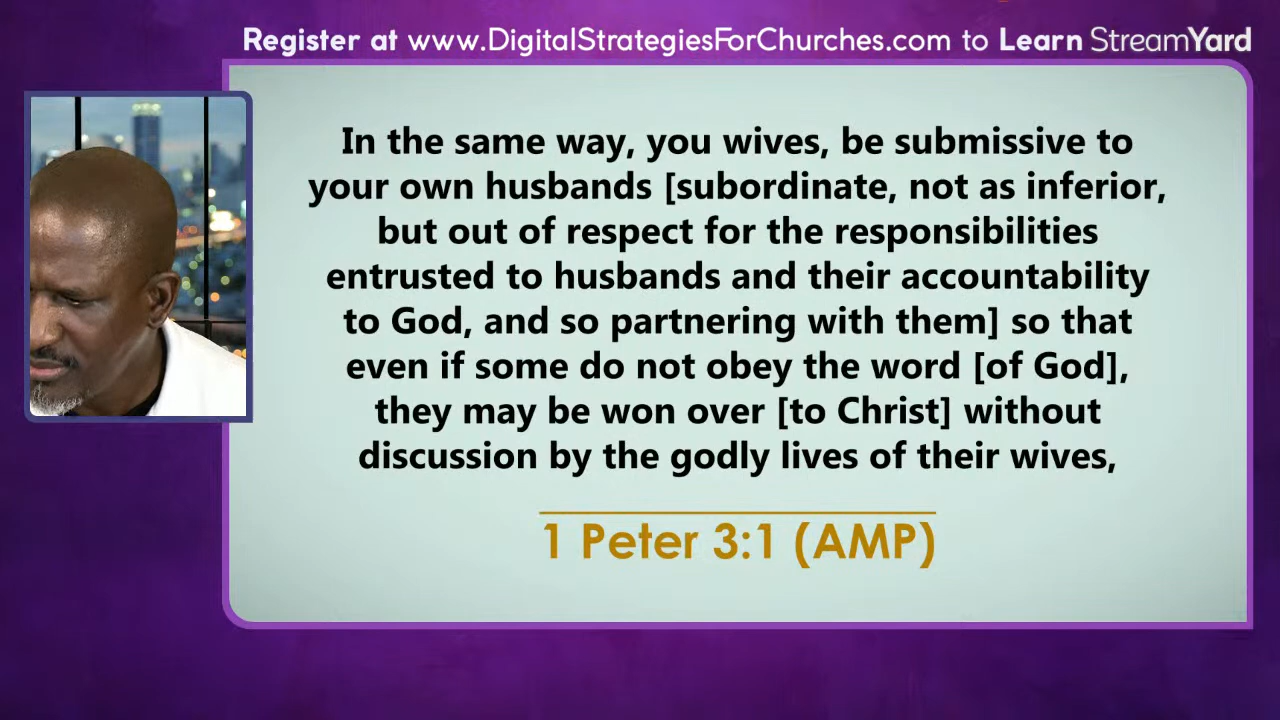 Register at www.DigitalStrategiesForChurches.com to Learn StreamYard
In the same way, you wives, be submissive to
your own husbands [subordinate, not as inferior,
but out of respect for the responsibilities
entrusted to husbands and their accountability
to God, and so partnering with them] so that
even if some do not obey the word [of God],
they may be won over [to Christ] without
discussion by the godly lives of their wives,
1 Peter 3:1 (AMP)